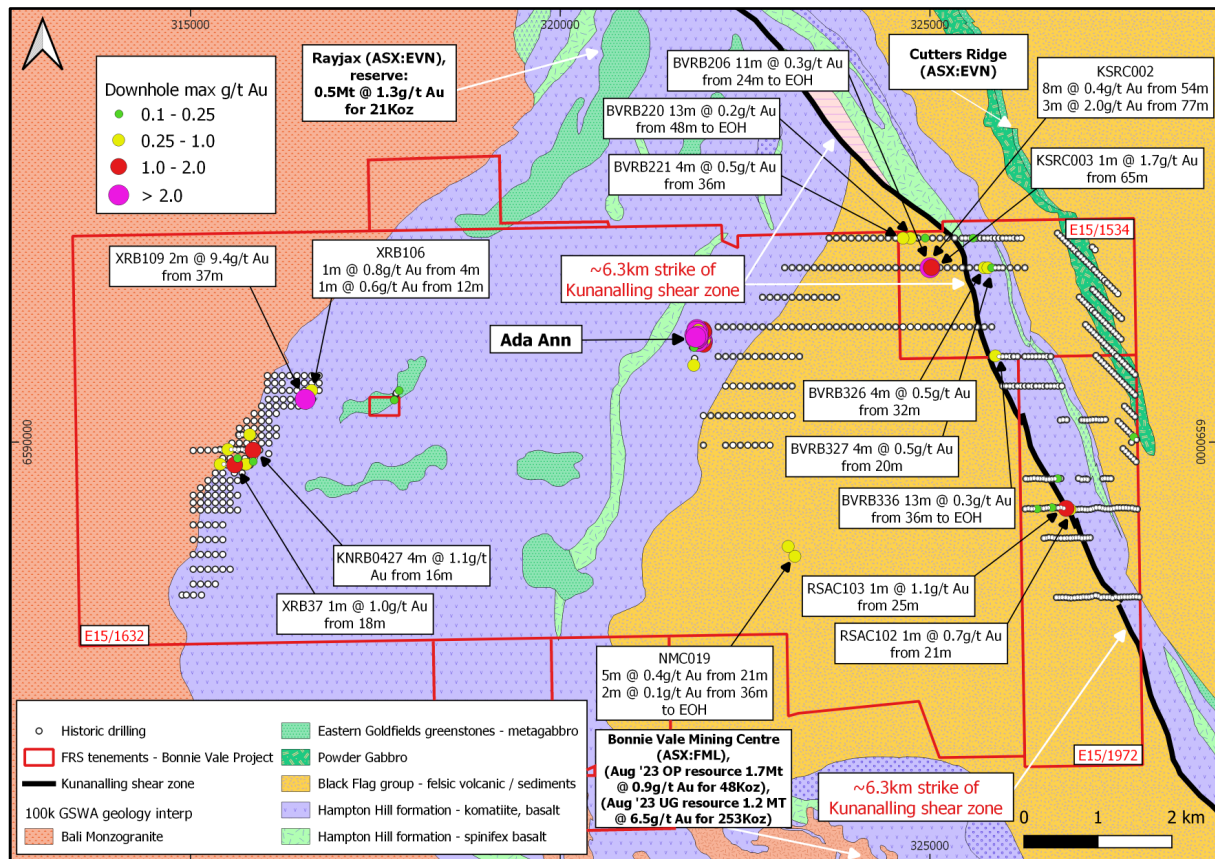 315000
320000
325000
Rayjax (ASX:EVN),
reserve:
0.5Mt @ 1.3g/t Au
for 21Koz
BVRB206 11m @ 0.3g/t Au
from 24m to EOH
Cutters Ridge
(ASX:EVN)
KSRC002
8m @ 0.4g/t Au from 54m
3m @ 2.0g/t Au from 77m
Downhole max g/t Au
0.1 - 0.25
0.25 - 1.0
1.0 - 2.0
> 2.0
BVRB220 13m @ 0.2g/t Au
from 48m to EOH
BVRB221 4m @ 0.5g/t Au
from 36m
KSRC003 1m @ 1.7g/t Au
from 65m
E15/1534
XRB109 2m @ 9.4g/t Au
from 37m
XRB106
1m @ 0.8g/t Au from 4m
1m @ 0.6g/t Au from 12m
~6.3km strike of
Kunanalling shear zone
Ada Ann
BVRB326 4m @ 0.5g/t Au
from 32m
6590000
6590000
BVRB327 4m @ 0.5g/t Au
from 20m
BVRB336 13m @ 0.3g/t Au
from 36m to EOH
KNRB0427 4m @ 1.1g/t
Au from 16m
RSAC103 1m @ 1.1g/t Au
from 25m
XRB37 1m @ 1.0g/t Au
from 18m
RSAC102 1m @ 0.7g/t Au
from 21m
E15/1632
NMC019
5m @ 0.4g/t Au from 21m
2m @ 0.1g/t Au from 36m
to EOH
Bonnie Vale Mining Centre
(ASX:FML),
(Aug '23 OP resource 1.7Mt
@ 0.9g/t Au for 48Koz),
(Aug '23 UG resource 1.2 MT
@ 6.5g/t Au for 253Koz)
E15/1972
~6.3km strike of
Kunanalling shear zone
Historic drilling
FRS tenements - Bonnie Vale Project
Kunanalling shear zone
100k GSWA geology interp
Bali Monzogranite
Eastern Goldfields greenstones - metagabbro
Powder Gabbro
Black Flag group - felsic volcanic / sediments
Hampton Hill formation - komatiite, basalt
Hampton Hill formation - spinifex basalt
0 1 2 km
325000